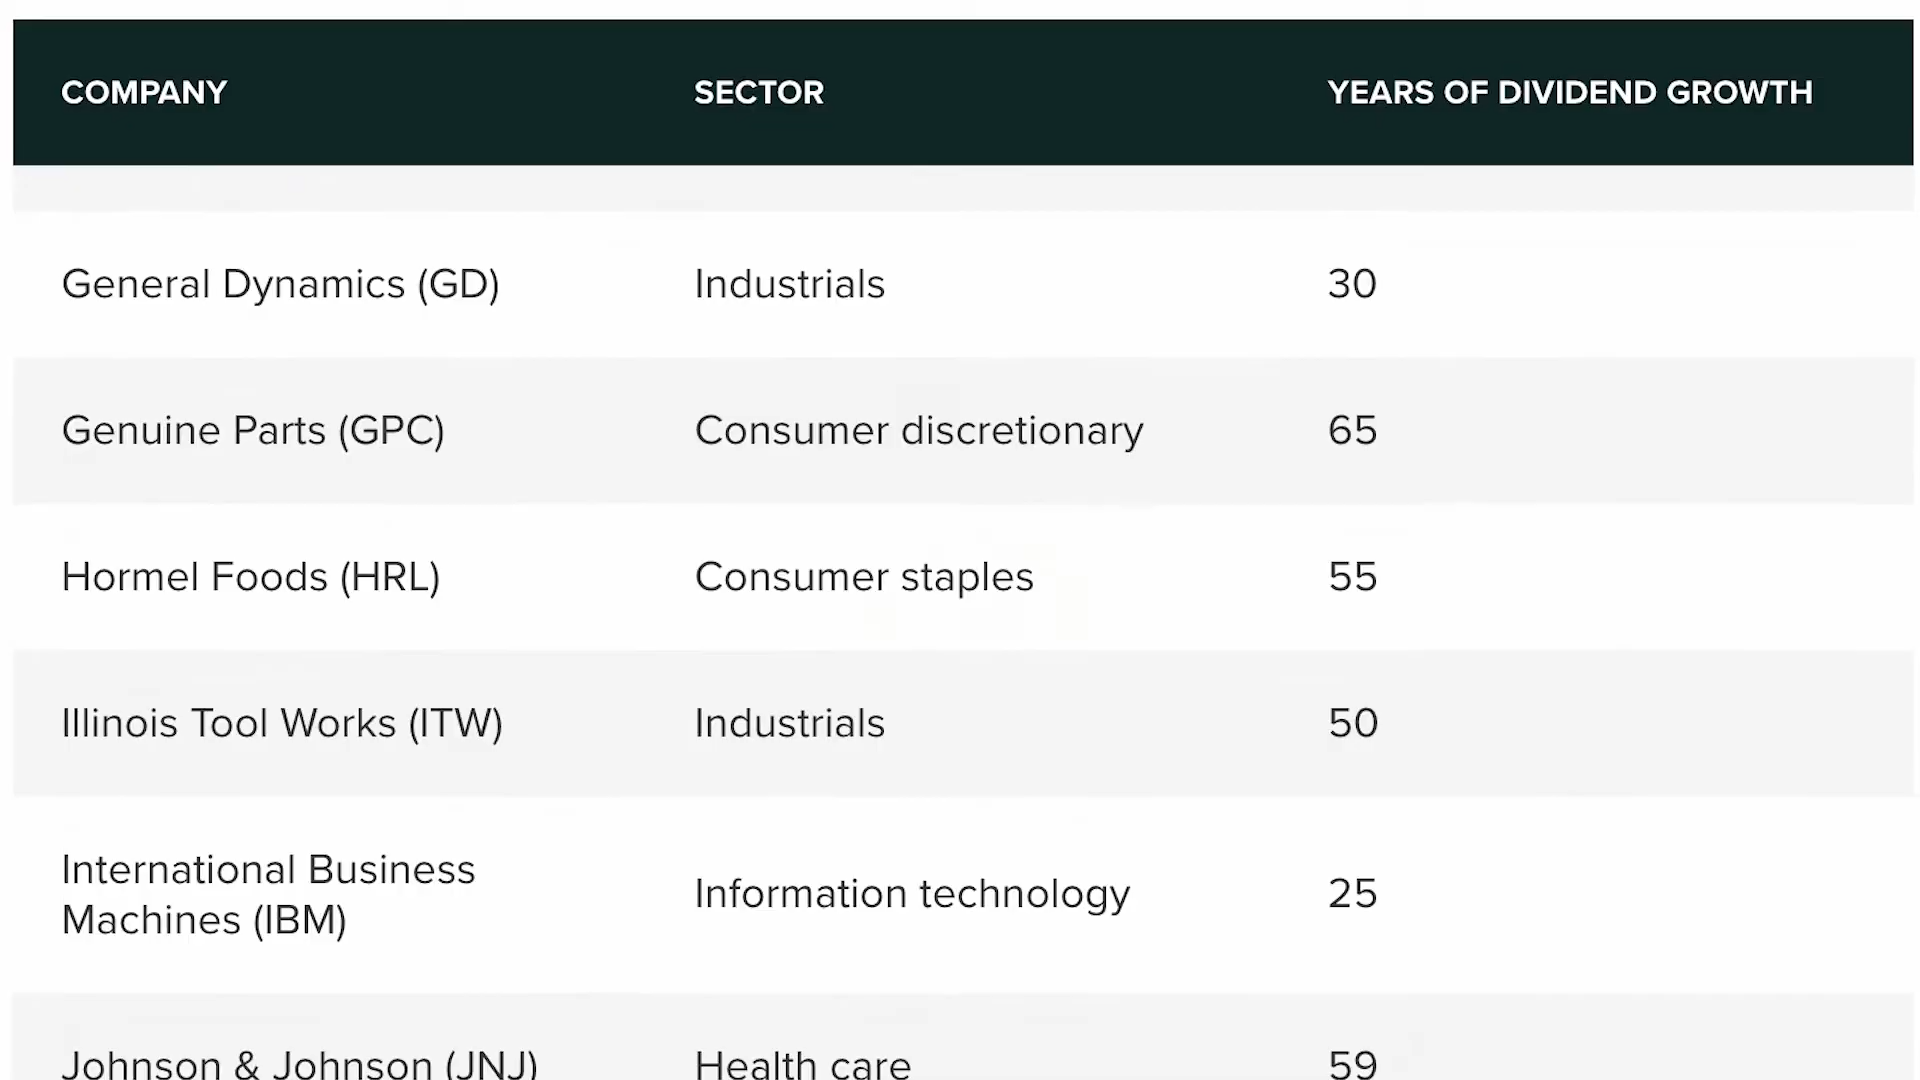 COMPANY SECTOR YEARS OF DIVIDEND GROWTH
General Dynamics (GD) Industrials 30
Genuine Parts (GPC) Consumer discretionary 65
Hormel Foods (HRL) Consumer staples 55
Illinois Tool Works (ITW) Industrials 50
International Business
Machines (IBM) Information technology 25
Johnson & Johnson (JNJ) Health care 59